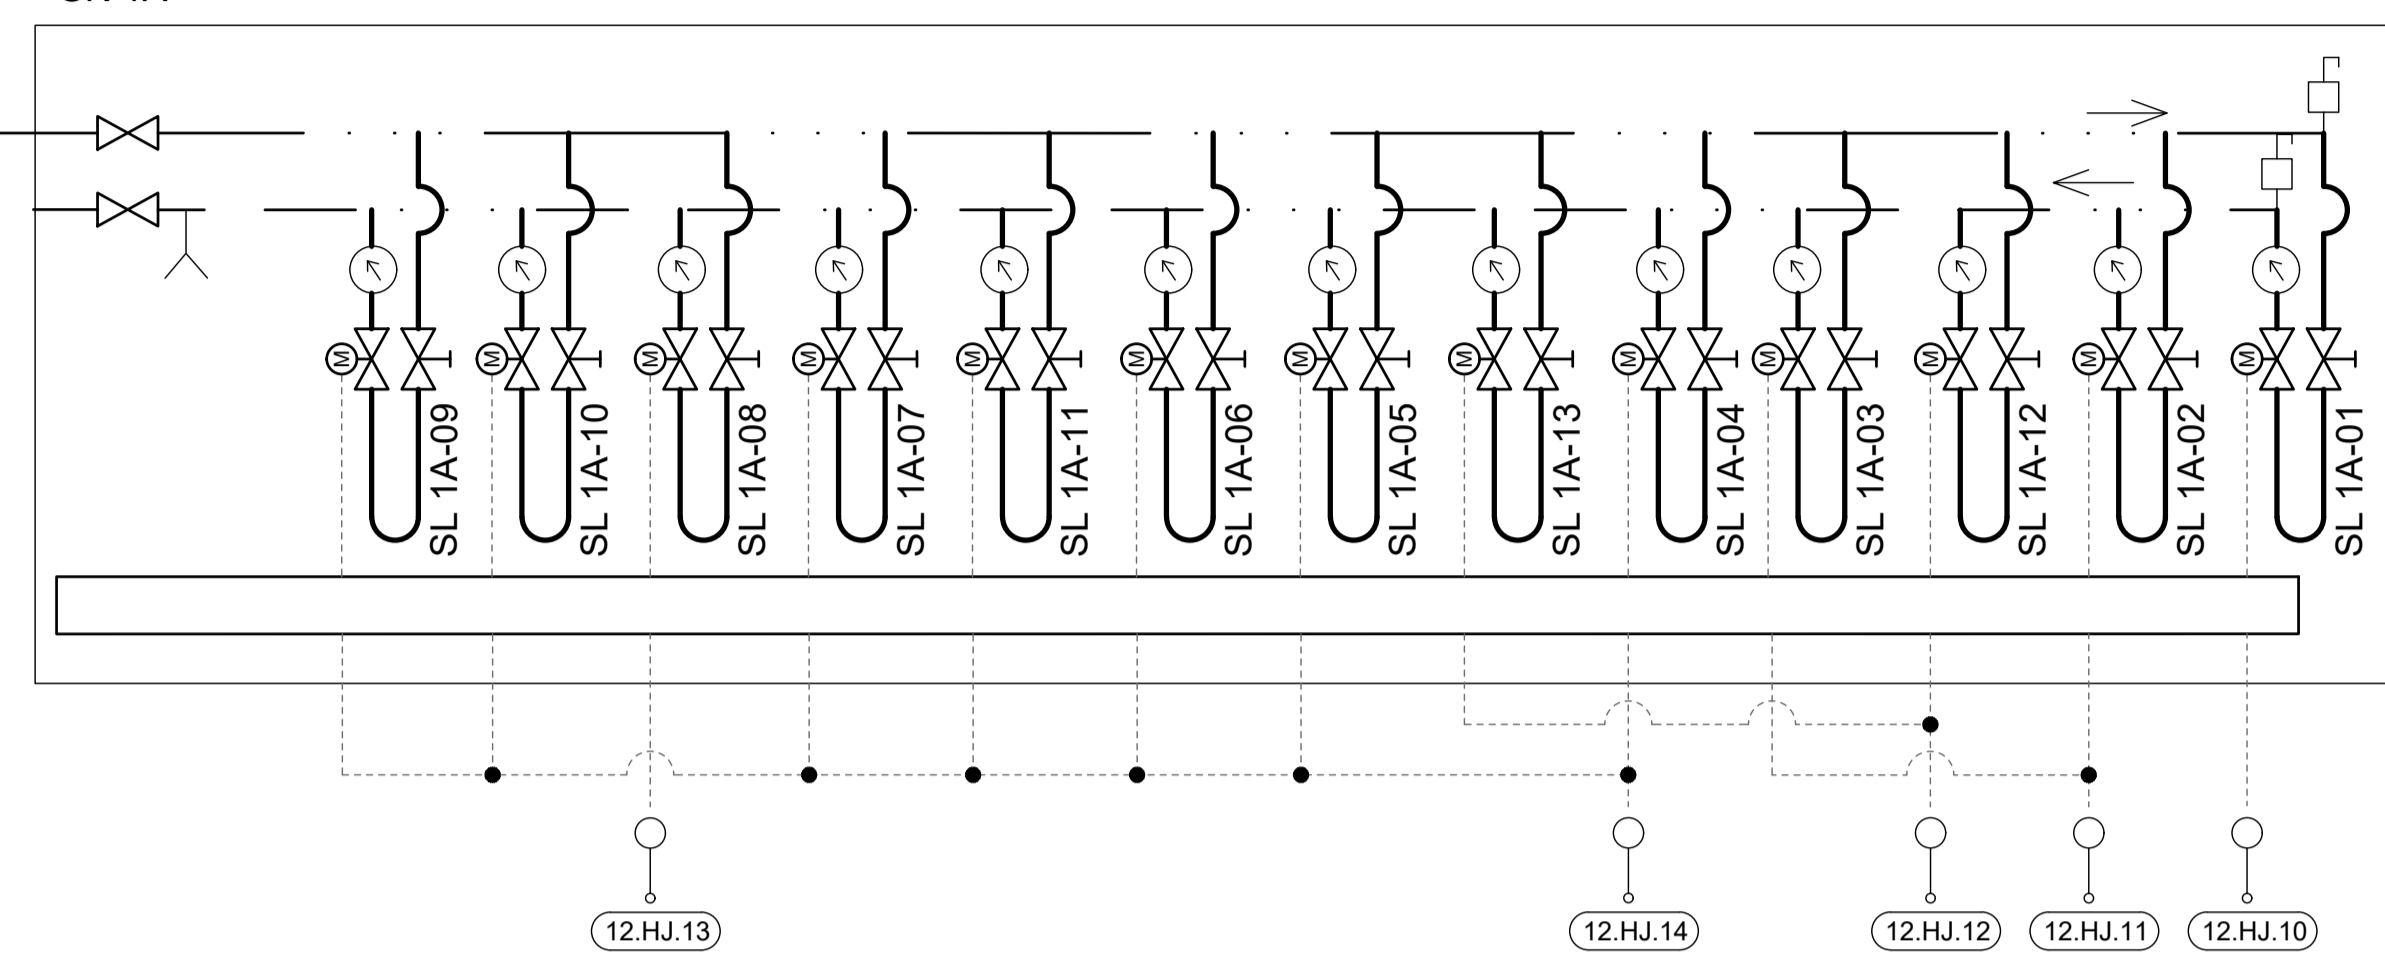 M
M
M
M
M
M
M
M
M
M
M
M
M
SL 1A-09
SL 1A-10
SL 1A-08
SL 1A-07
SL 1A-11
SL 1A-06
SL 1A-05
SL 1A-13
SL 1A-04
SL 1A-03
SL 1A-12
SL 1A-02
SL 1A-01
12.HJ.13
12.HJ.14
12.HJ.12
12.HJ.11
12.HJ.10